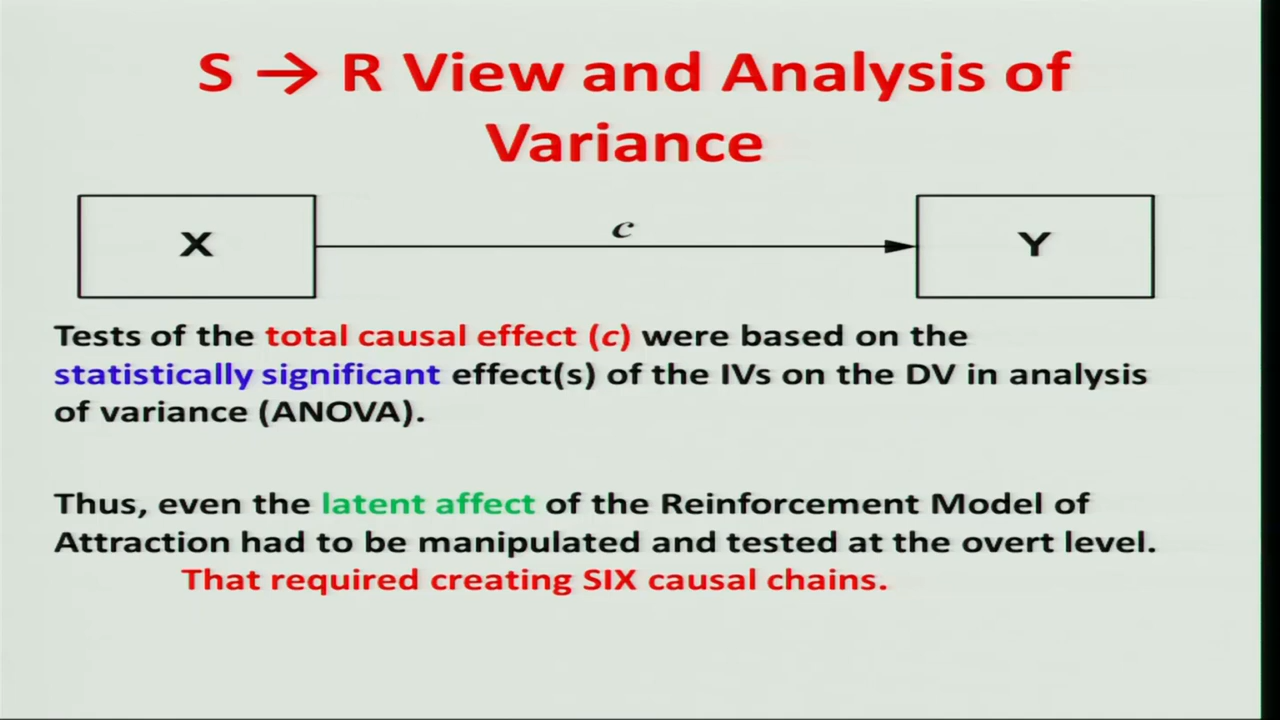 S → R View and Analysis of
Variance
X
c
Y
Tests of the total causal effect (c) were based on the
statistically significant effect(s) of the IVs on the DV in analysis
of variance (ANOVA).
Thus, even the latent affect of the Reinforcement Model of
Attraction had to be manipulated and tested at the overt level.
That required creating SIX causal chains.